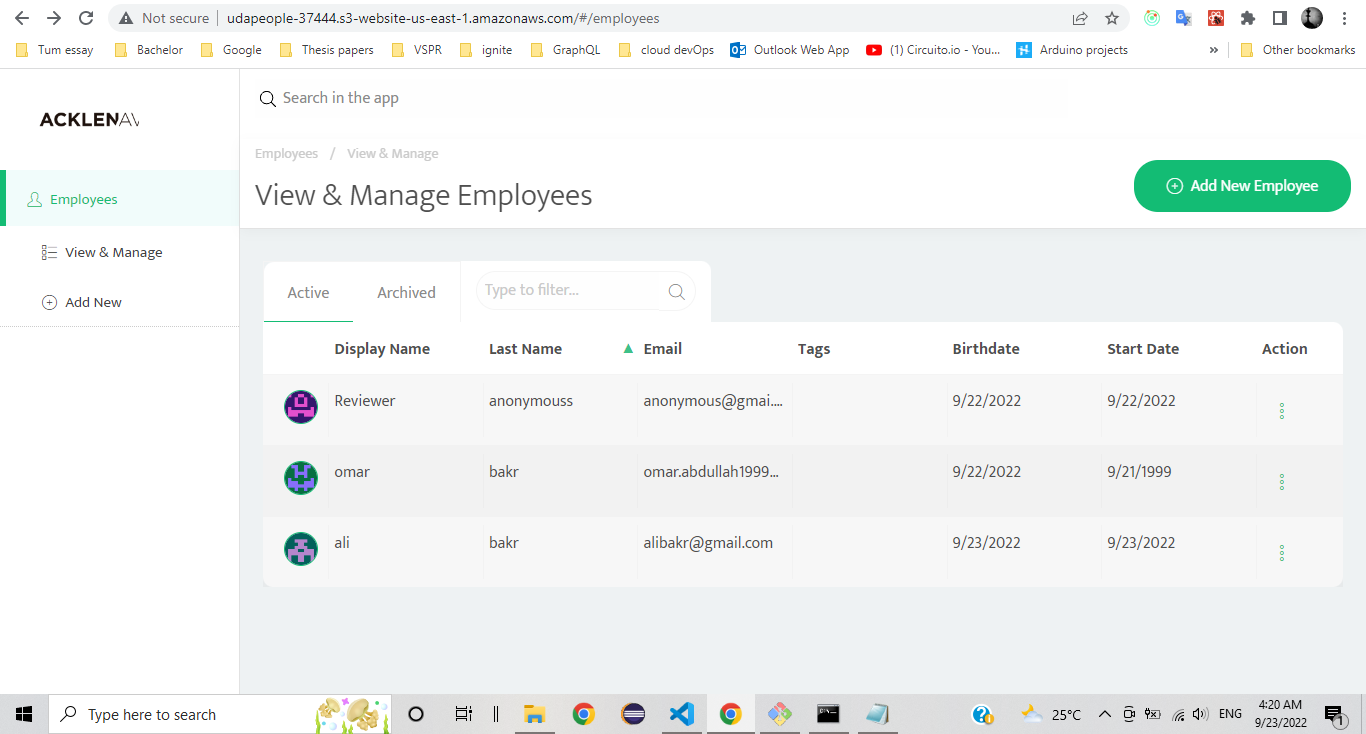 Not secure | udapeople-37444.s3-website-us-east-1.amazonaws.com/#/employees
Tum essay Bachelor Google Thesis papers VSPR ignite GraphQL cloud devOps Outlook Web App (1) Circuito.io - You... Arduino projects » Other bookmarks
ACKLENAV
Search in the app
Employees / View & Manage
View & Manage Employees
Add New Employee
Employees
View & Manage
Add New
Active Archived Type to filter...
Display Name Last Name Email Tags Birthdate Start Date Action
Reviewer anonymouss anonymous@gmai.... 9/22/2022 9/22/2022
omar bakr omar.abdullah1999... 9/22/2022 9/21/1999
ali bakr alibakr@gmail.com 9/23/2022 9/23/2022
Type here to search
25°C ENG 4:20 AM
9/23/2022
1